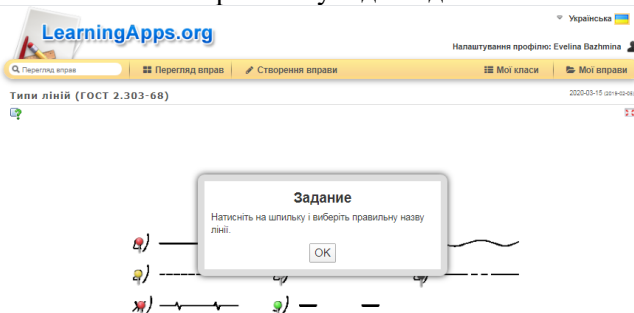 LearningApps.org
Українська
Налаштування профілю: Evelina Bazhmina
Перегляд вправ
Перегляд вправ
Створення вправи
Мої класи
Мої вправи
Типи ліній (ГОСТ 2.303-68)
2020-03-15
Задание
Натисніть на шпильку і виберіть правильну назву
лінії.
OK